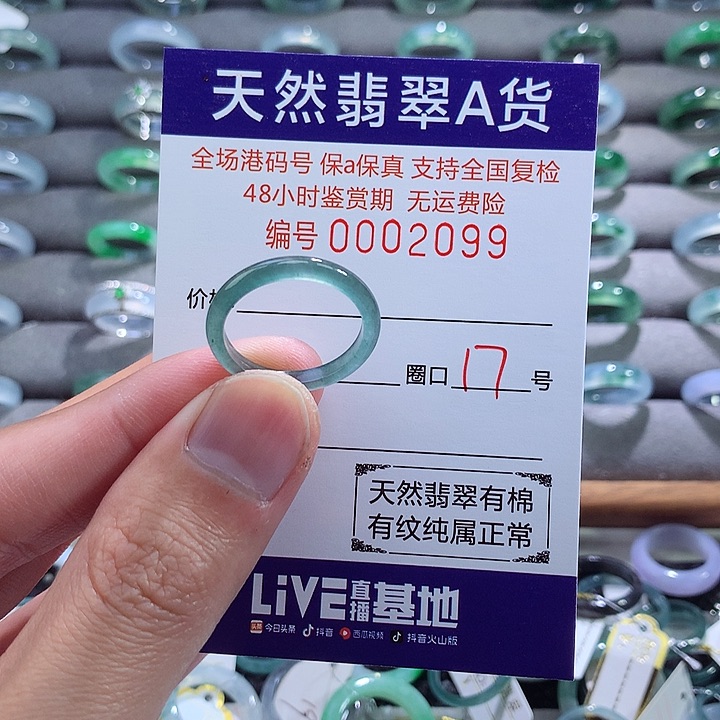 天然翡翠A货
全场港码号 保a保真 支持全国复检
48小时鉴赏期 无运费险
编号 0002099
价
圈口 17 号
天然翡翠有棉
有纹纯属正常
LiVE直播基地
头条 今日头条 抖音 西瓜视频 抖音火山版